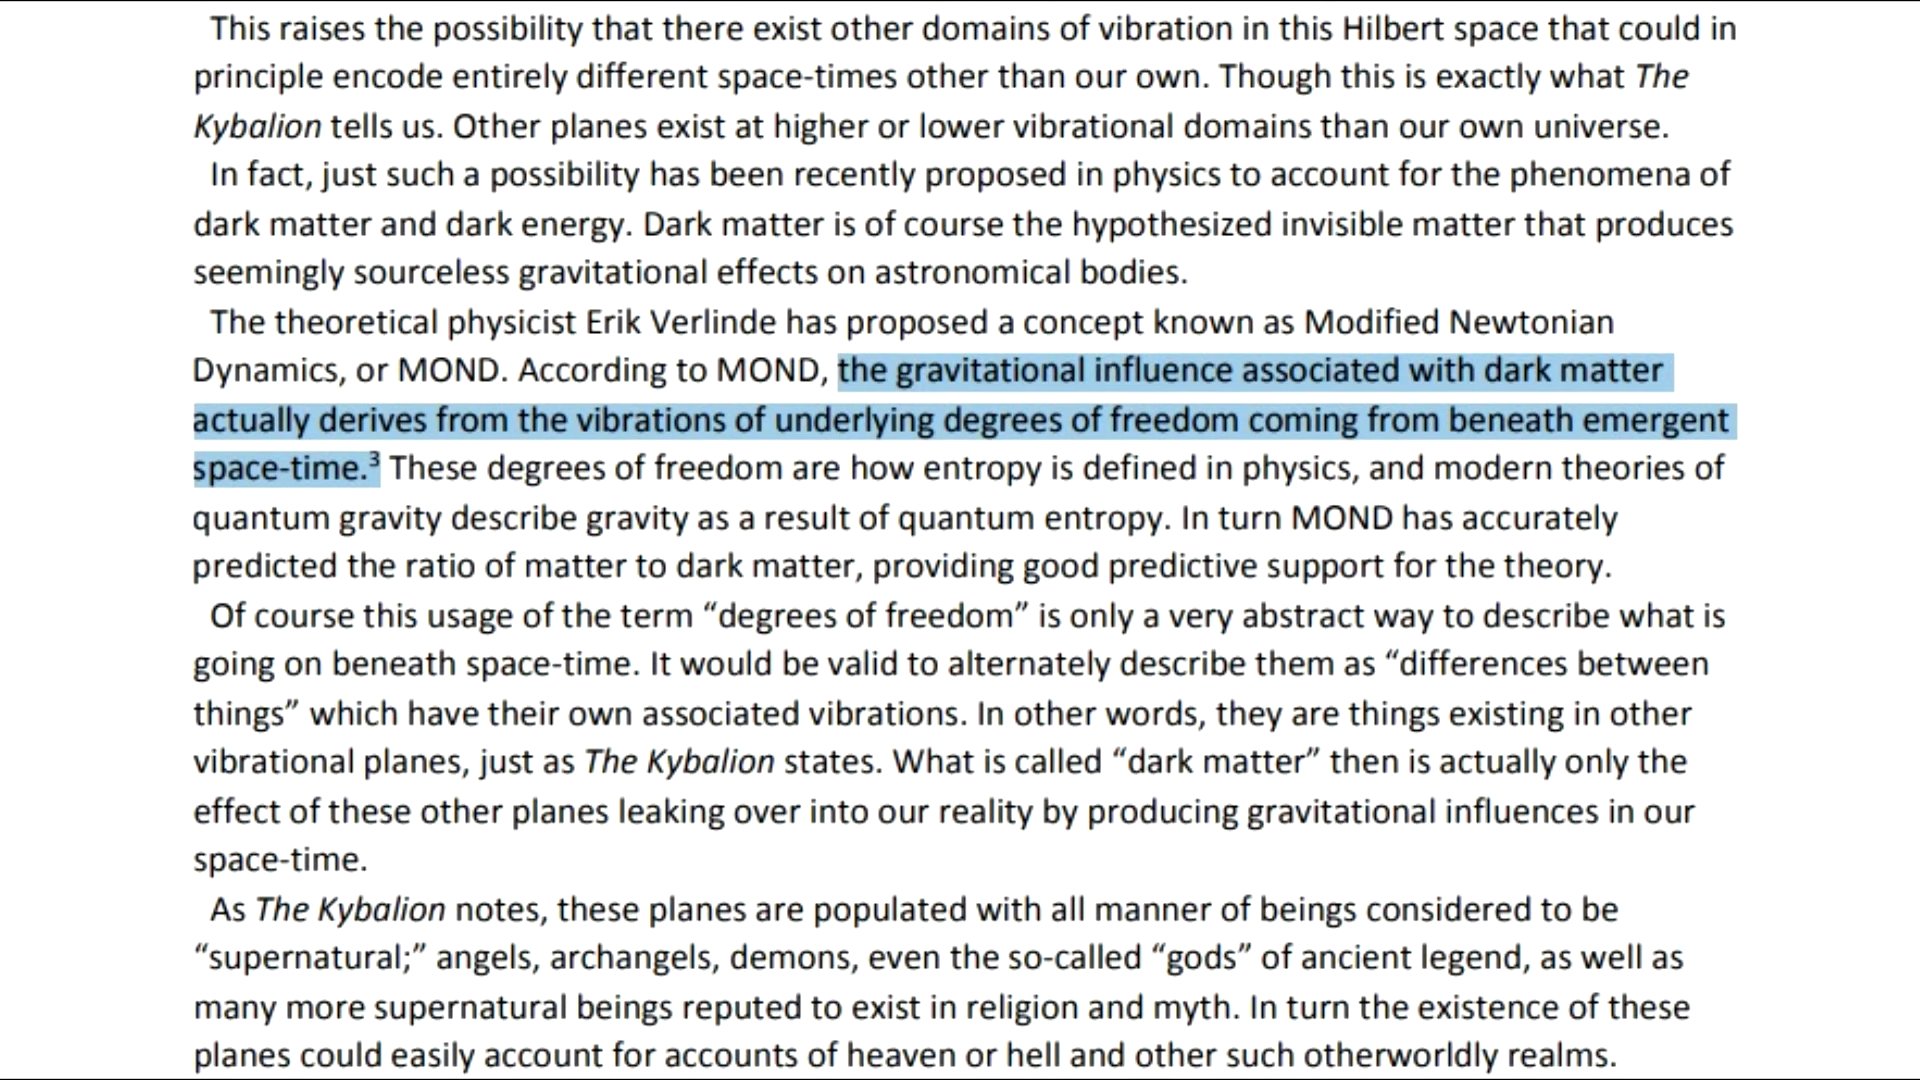 This raises the possibility that there exist other domains of vibration in this Hilbert space that could in
principle encode entirely different space-times other than our own. Though this is exactly what The
Kybalion tells us. Other planes exist at higher or lower vibrational domains than our own universe.
In fact, just such a possibility has been recently proposed in physics to account for the phenomena of
dark matter and dark energy. Dark matter is of course the hypothesized invisible matter that produces
seemingly sourceless gravitational effects on astronomical bodies.
The theoretical physicist Erik Verlinde has proposed a concept known as Modified Newtonian
Dynamics, or MOND. According to MOND, the gravitational influence associated with dark matter
actually derives from the vibrations of underlying degrees of freedom coming from beneath emergent
space-time.³ These degrees of freedom are how entropy is defined in physics, and modern theories of
quantum gravity describe gravity as a result of quantum entropy. In turn MOND has accurately
predicted the ratio of matter to dark matter, providing good predictive support for the theory.
Of course this usage of the term “degrees of freedom” is only a very abstract way to describe what is
going on beneath space-time. It would be valid to alternately describe them as “differences between
things” which have their own associated vibrations. In other words, they are things existing in other
vibrational planes, just as The Kybalion states. What is called “dark matter” then is actually only the
effect of these other planes leaking over into our reality by producing gravitational influences in our
space-time.
As The Kybalion notes, these planes are populated with all manner of beings considered to be
“supernatural;” angels, archangels, demons, even the so-called “gods” of ancient legend, as well as
many more supernatural beings reputed to exist in religion and myth. In turn the existence of these
planes could easily account for accounts of heaven or hell and other such otherworldly realms.